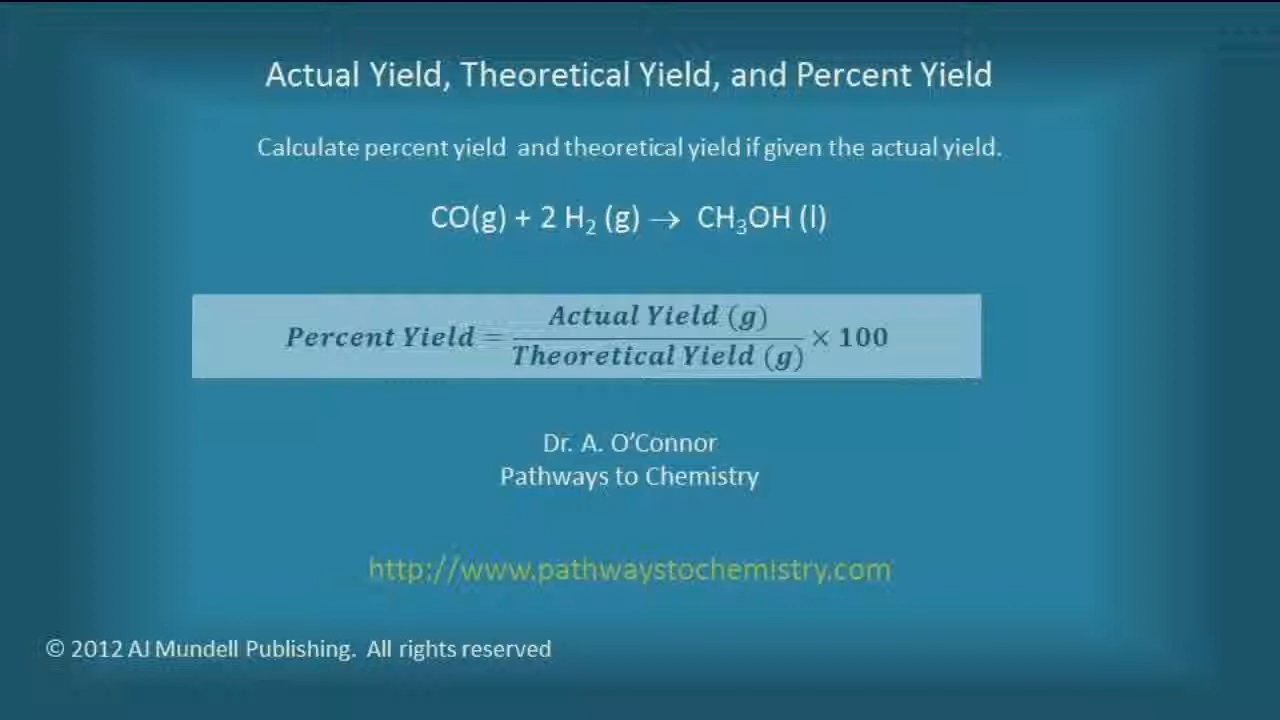 Actual Yield, Theoretical Yield, and Percent Yield
Calculate percent yield and theoretical yield if given the actual yield.
CO(g) + 2 H₂ (g) → CH₃OH (l)
Percent Yield = Actual Yield (g) / Theoretical Yield (g) × 100
Dr. A. O’Connor
Pathways to Chemistry
http://www.pathwaystochemistry.com
© 2012 AJ Mundell Publishing. All rights reserved